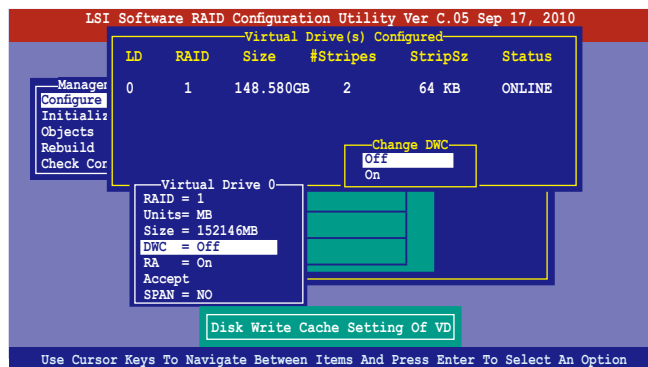 LSI Software RAID Configuration Utility Ver C.05 Sep 17, 2010
Virtual Drive(s) Configured
LD RAID Size #Stripes StripSz Status
0 1 148.580GB 2 64 KB ONLINE
Manage
Configure
Initializ
Objects
Rebuild
Check Con
Change DWC
Off
On
Virtual Drive 0
RAID = 1
Units= MB
Size = 152146MB
DWC = Off
RA = On
Accept
SPAN = NO
Disk Write Cache Setting Of VD
Use Cursor Keys To Navigate Between Items And Press Enter To Select An Option